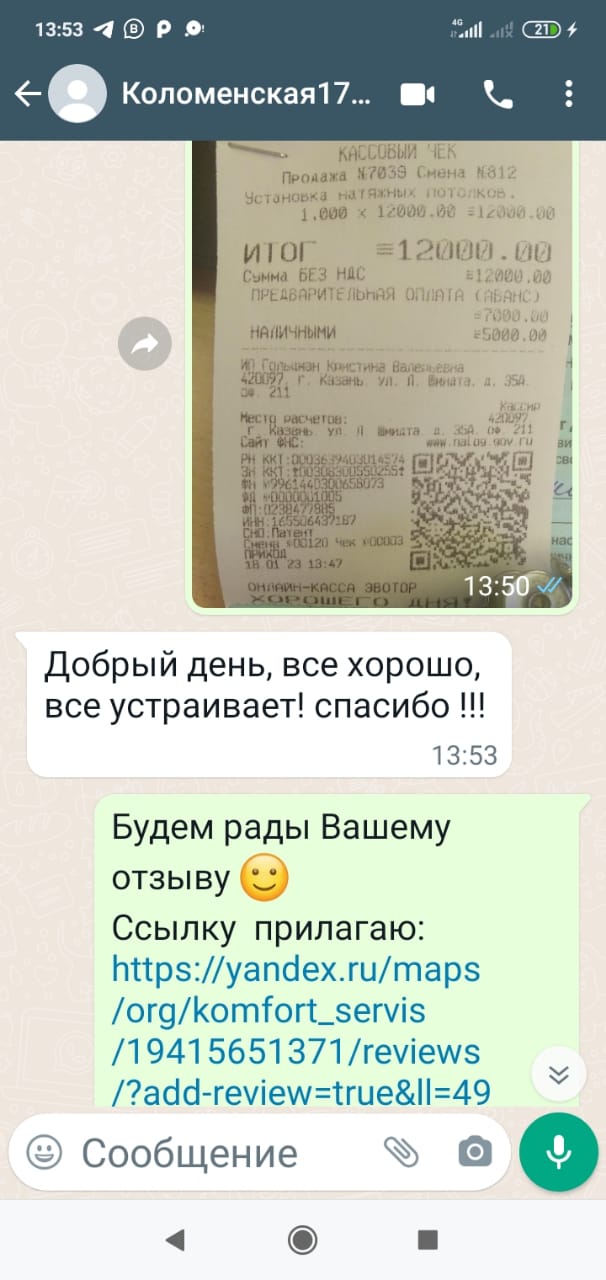 13:53
4G
21
Коломенская17...
КАССОВЫЙ ЧЕК
Продажа №7039 Смена №812
Установка натяжных потолков.
1.000 x 12000.00 ≡12000.00
ИТОГ ≡12000.00
Сумма БЕЗ НДС ≡12000.00
ПРЕДВАРИТЕЛЬНАЯ ОПЛАТА (АВАНС)
≡7000.00
НАЛИЧНЫМИ ≡5000.00
ИП Гольцман Кристина Валерьевна
420097, г. Казань, ул. Л. Шмидта, д. 35А,
оф. 211
Кассир
Место расчетов: 420097,
г. Казань, ул. Л Шмидта, д. 35А, оф. 211
Сайт ФНС: www.nalog.gov.ru
РН ККТ:0003639403014574
ЗН ККТ:
ФН №9961440300658073
ФД №0000001005
ФП:0238477885
ИНН:165506437187
СНО:Патент
Смена №00120 Чек №00003
ПРИХОД
18.01.23 13:47
ОНЛАЙН-КАССА ЭВОТОР
ХОРОШЕГО ДНЯ!
13:50
Добрый день, все хорошо,
все устраивает! спасибо !!!
13:53
Будем рады Вашему
отзыву 🙂
Ссылку прилагаю:
https://yandex.ru/maps
/org/komfort_servis
/19415651371/reviews
/?add-review=true&ll=49
Сообщение